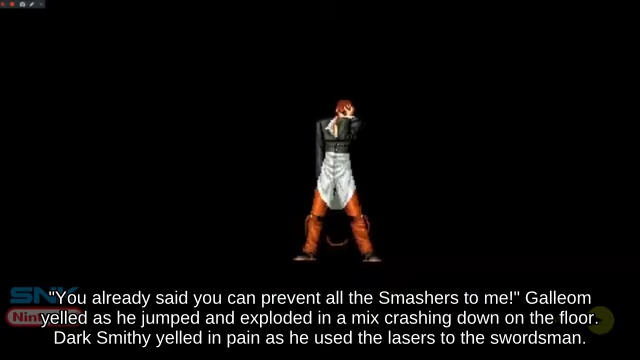 SNK
Nintendo
"You already said you can prevent all the Smashers to me!" Galleom
yelled as he jumped and exploded in a mix crashing down on the floor.
Dark Smithy yelled in pain as he used the lasers to the swordsman.